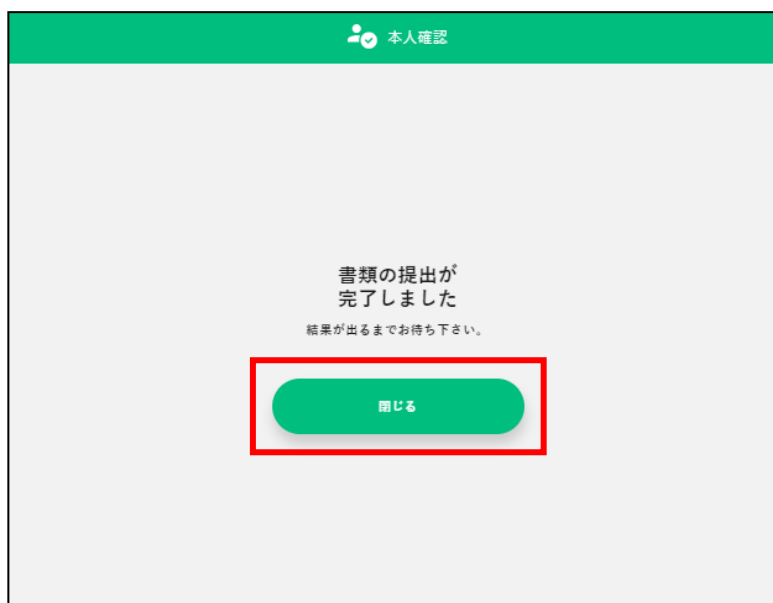 本人確認
書類の提出が
完了しました
結果が出るまでお待ち下さい。
閉じる